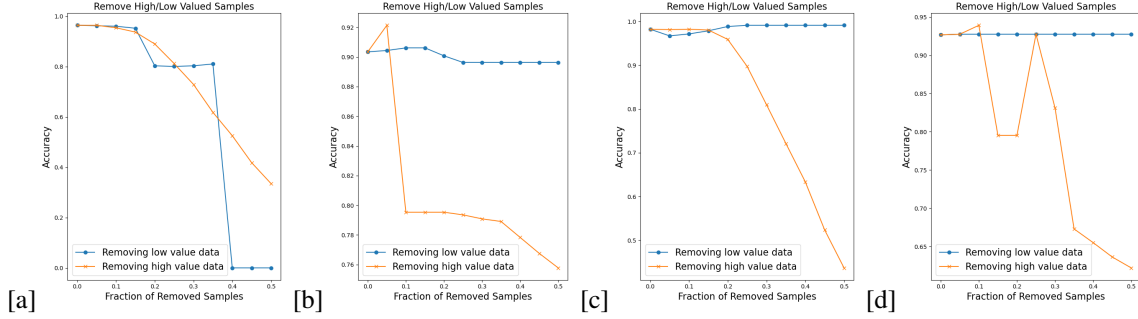 [a]
Remove High/Low Valued Samples
Accuracy
1.0
0.8
0.6
0.4
0.2
0.0
Removing low value data
Removing high value data
0.0 0.1 0.2 0.3 0.4 0.5
Fraction of Removed Samples
[b]
Remove High/Low Valued Samples
Accuracy
0.92
0.90
0.88
0.86
0.84
0.82
0.80
0.78
0.76
Removing low value data
Removing high value data
0.0 0.1 0.2 0.3 0.4 0.5
Fraction of Removed Samples
[c]
Remove High/Low Valued Samples
Accuracy
1.0
0.9
0.8
0.7
0.6
0.5
Removing low value data
Removing high value data
0.0 0.1 0.2 0.3 0.4 0.5
Fraction of Removed Samples
[d]
Remove High/Low Valued Samples
Accuracy
0.95
0.90
0.85
0.80
0.75
0.70
0.65
Removing low value data
Removing high value data
0.0 0.1 0.2 0.3 0.4 0.5
Fraction of Removed Samples